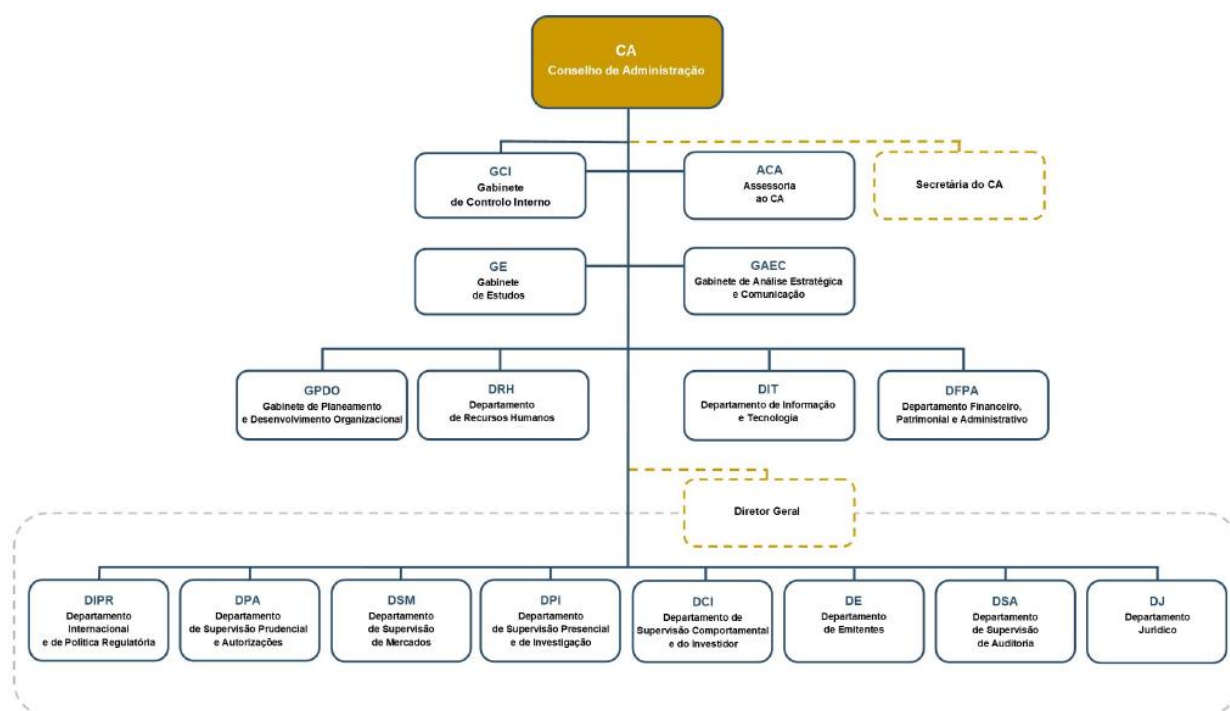 CA
Conselho de Administração
GCI
Gabinete
de Controlo Interno
ACA
Assessoria
ao CA
Secretária do CA
GE
Gabinete
de Estudos
GAEC
Gabinete de Análise Estratégica
e Comunicação
GPDO
Gabinete de Planeamento
e Desenvolvimento Organizacional
DRH
Departamento
de Recursos Humanos
DIT
Departamento de Informação
e Tecnologia
DFPA
Departamento Financeiro,
Patrimonial e Administrativo
Diretor Geral
DIPR
Departamento
Internacional
e de Política Regulatória
DPA
Departamento
de Supervisão Prudencial
e Autorizações
DSM
Departamento
de Supervisão
de Mercados
DPI
Departamento
de Supervisão Presencial
e de Investigação
DCI
Departamento de
Supervisão Comportamental
e do Investidor
DE
Departamento
de Emitentes
DSA
Departamento
de Supervisão
de Auditoria
DJ
Departamento
Jurídico